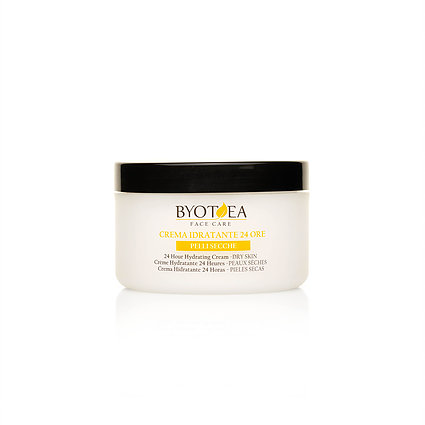 BYOTEA
FACE CARE
CREMA IDRATANTE 24 ORE
PELLI SECCHE
24 Hour Hydrating Cream · DRY SKIN
Crème Hydratante 24 Heures · PEAUX SÈCHES
Crema Hidratante 24 Horas · PIELES SECAS